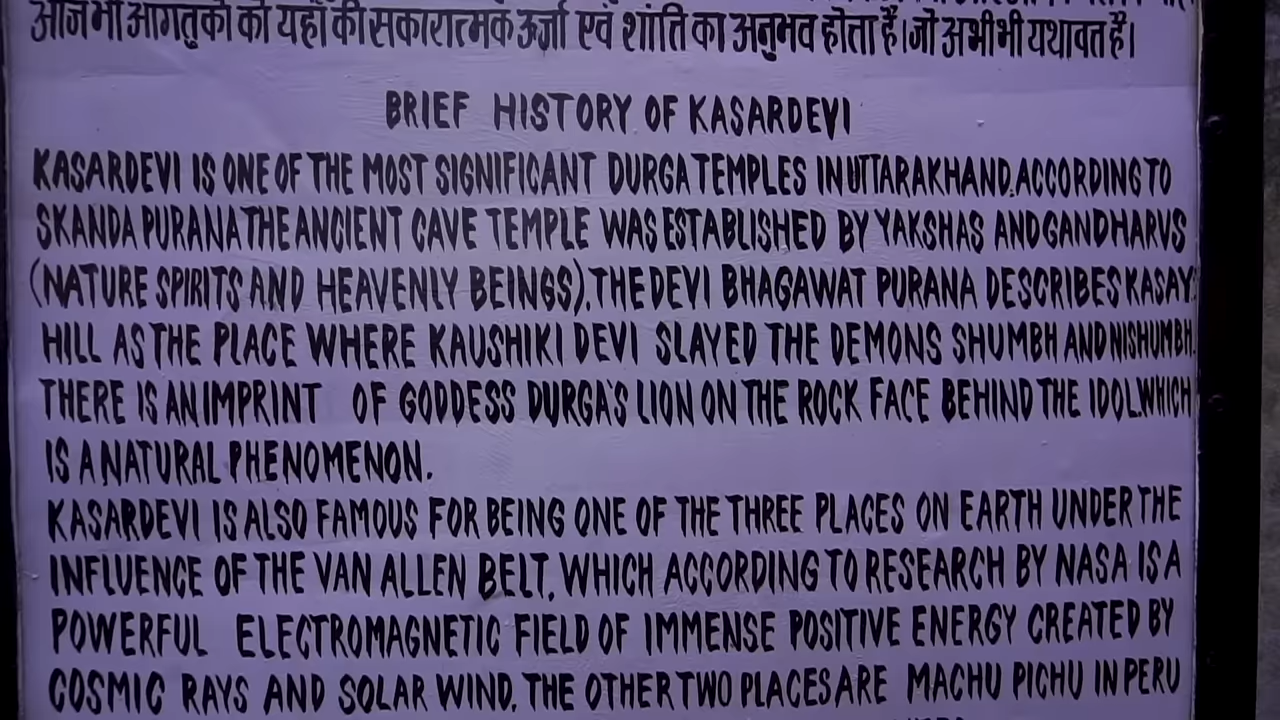 आज भी आगतुको को यहाँ की सकारात्मक ऊर्जा एवं शांति का अनुभव होता है। जो अभी भी यथावत है।
BRIEF HISTORY OF KASARDEVI
KASARDEVI IS ONE OF THE MOST SIGNIFICANT DURGA TEMPLES IN UTTARAKHAND. ACCORDING TO
SKANDA PURANA THE ANCIENT CAVE TEMPLE WAS ESTABLISHED BY YAKSHAS AND GANDHARVS
(NATURE SPIRITS AND HEAVENLY BEINGS). THE DEVI BHAGAWAT PURANA DESCRIBES KASAY
HILL AS THE PLACE WHERE KAUSHIKI DEVI SLAYED THE DEMONS SHUMBH AND NISHUMBH.
THERE IS AN IMPRINT OF GODDESS DURGA'S LION ON THE ROCK FACE BEHIND THE IDOL. WHICH
IS A NATURAL PHENOMENON.
KASARDEVI IS ALSO FAMOUS FOR BEING ONE OF THE THREE PLACES ON EARTH UNDER THE
INFLUENCE OF THE VAN ALLEN BELT, WHICH ACCORDING TO RESEARCH BY NASA IS A
POWERFUL ELECTROMAGNETIC FIELD OF IMMENSE POSITIVE ENERGY CREATED BY
COSMIC RAYS AND SOLAR WIND. THE OTHER TWO PLACES ARE MACHU PICHU IN PERU